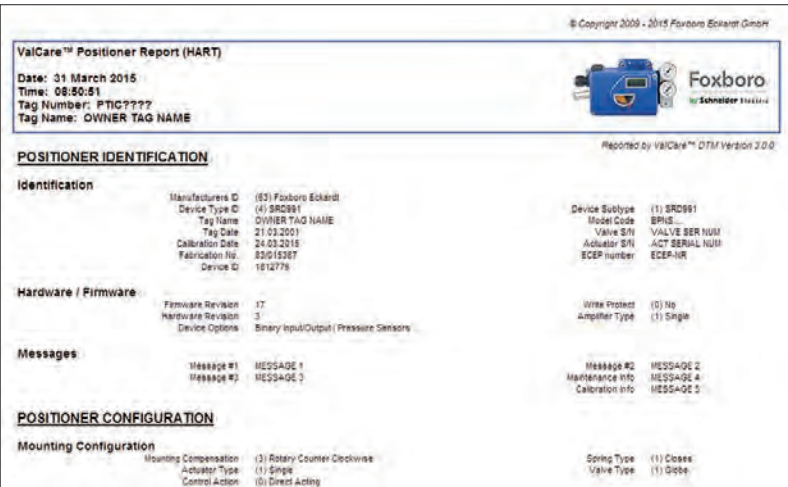 © Copyright 2009 - 2015 Foxboro Eckardt GmbH
ValCare™ Positioner Report (HART)
Date: 31 March 2015
Time: 08:50:51
Tag Number: PTIC????
Tag Name: OWNER TAG NAME
Foxboro
by Schneider Electric
Reported by ValCare™ DTM Version 3.0.0
POSITIONER IDENTIFICATION
Identification
Manufacturers ID (63) Foxboro Eckardt
Device Type ID (4) SRD991 Device Subtype (1) SRD991
Tag Name OWNER TAG NAME Model Code BPNS...
Tag Date 21.03.2001 Valve S/N VALVE SER NUM
Calibration Date 24.03.2015 Actuator S/N ACT SERIAL NUM
Fabrication No. 83/015387 ECEP number ECEP-NR
Device ID 1812776
Hardware / Firmware
Firmware Revision 17 Write Protect (0) No
Hardware Revision 3 Amplifier Type (1) Single
Device Options Binary Input/Output / Pressure Sensors ...
Messages
Message #1 MESSAGE 1 Message #2 MESSAGE 2
Message #3 MESSAGE 3 Maintenance Info MESSAGE 4
Calibration Info MESSAGE 5
POSITIONER CONFIGURATION
Mounting Configuration
Mounting Compensation (3) Rotary Counter Clockwise Spring Type (1) Closes
Actuator Type (1) Single Valve Type (1) Globe
Control Action (0) Direct Acting